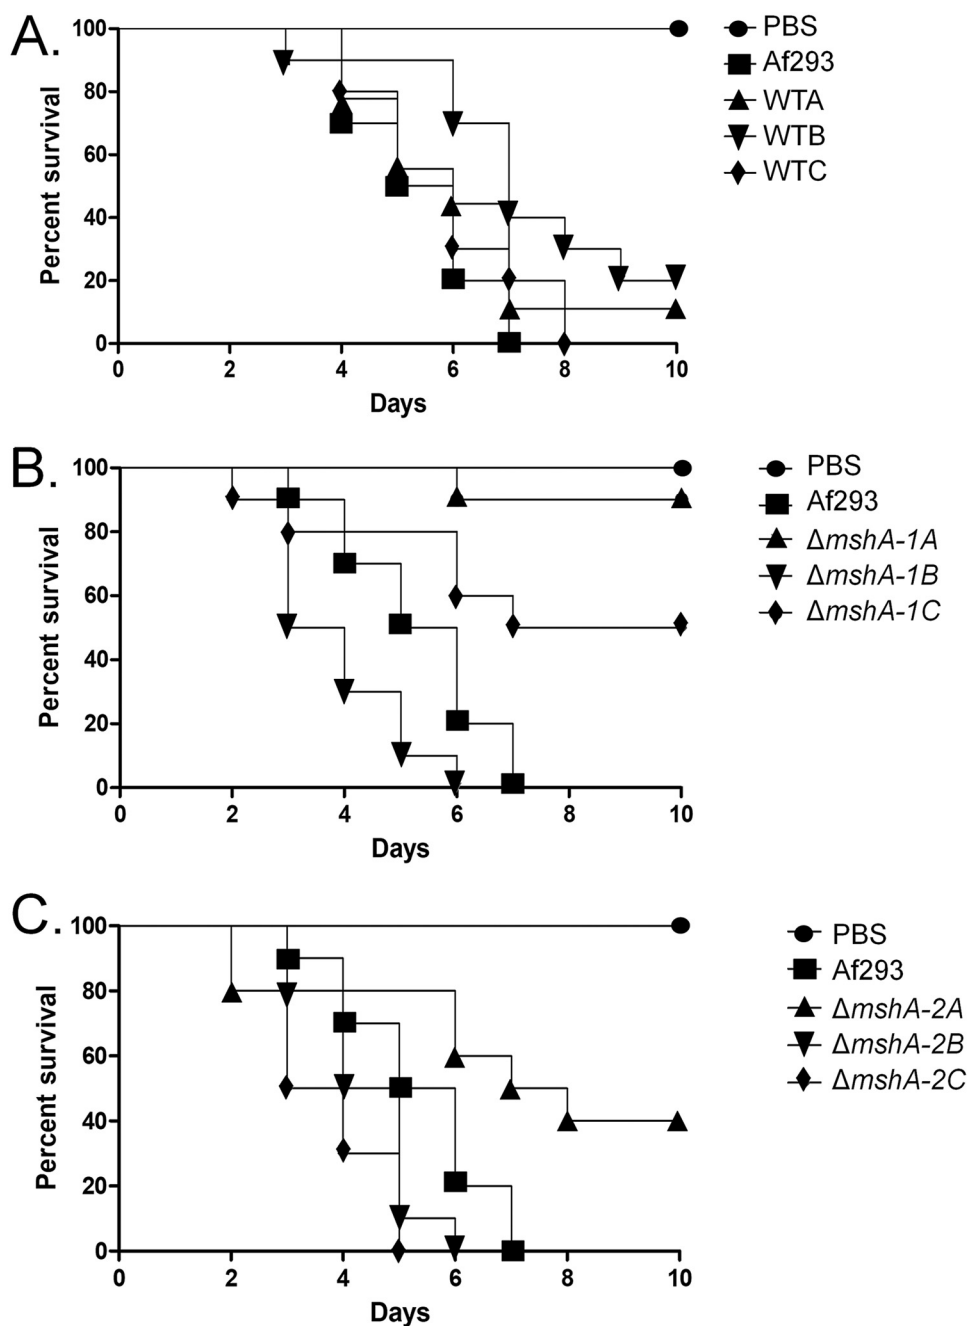 A.
Percent survival
100
80
60
40
20
0
0 2 4 6 8 10
Days
PBS
Af293
WTA
WTB
WTC
B.
Percent survival
100
80
60
40
20
0
0 2 4 6 8 10
Days
PBS
Af293
ΔmshA-1A
ΔmshA-1B
ΔmshA-1C
C.
Percent survival
100
80
60
40
20
0
0 2 4 6 8 10
Days
PBS
Af293
ΔmshA-2A
ΔmshA-2B
ΔmshA-2C